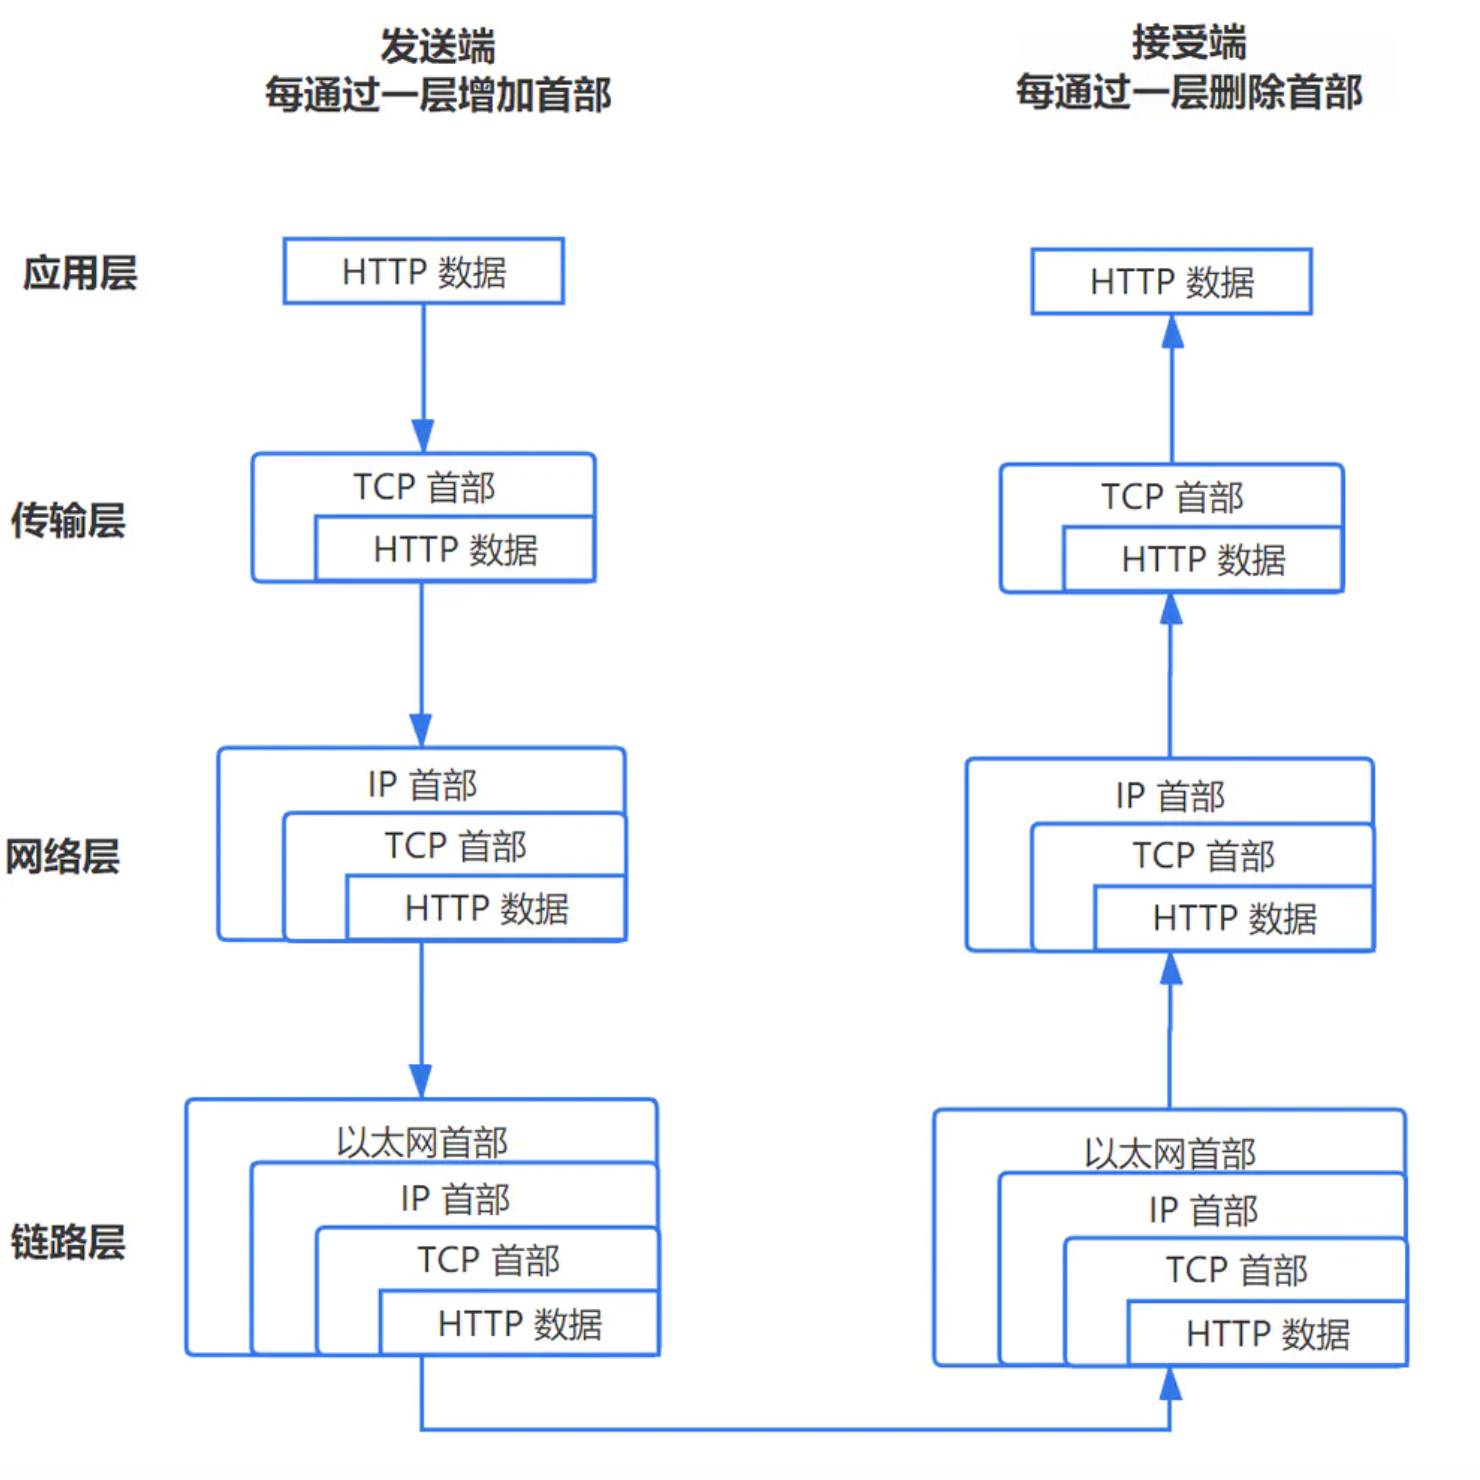 发送端
每通过一层增加首部
接受端
每通过一层删除首部
应用层
HTTP 数据
HTTP 数据
传输层
TCP 首部
HTTP 数据
TCP 首部
HTTP 数据
网络层
IP 首部
TCP 首部
HTTP 数据
IP 首部
TCP 首部
HTTP 数据
链路层
以太网首部
IP 首部
TCP 首部
HTTP 数据
以太网首部
IP 首部
TCP 首部
HTTP 数据